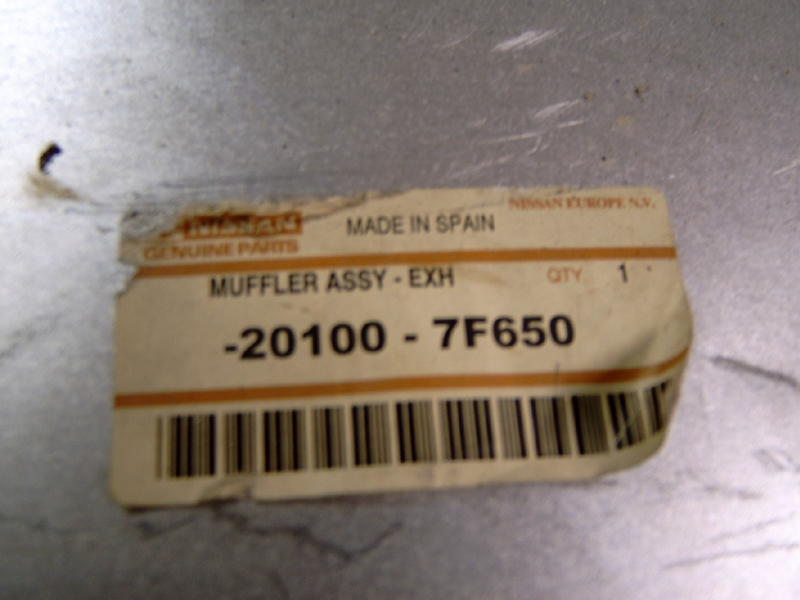 NISSAN
GENUINE PARTS
MADE IN SPAIN
NISSAN EUROPE N.V.
MUFFLER ASSY - EXH
QTY 1
-20100 - 7F650